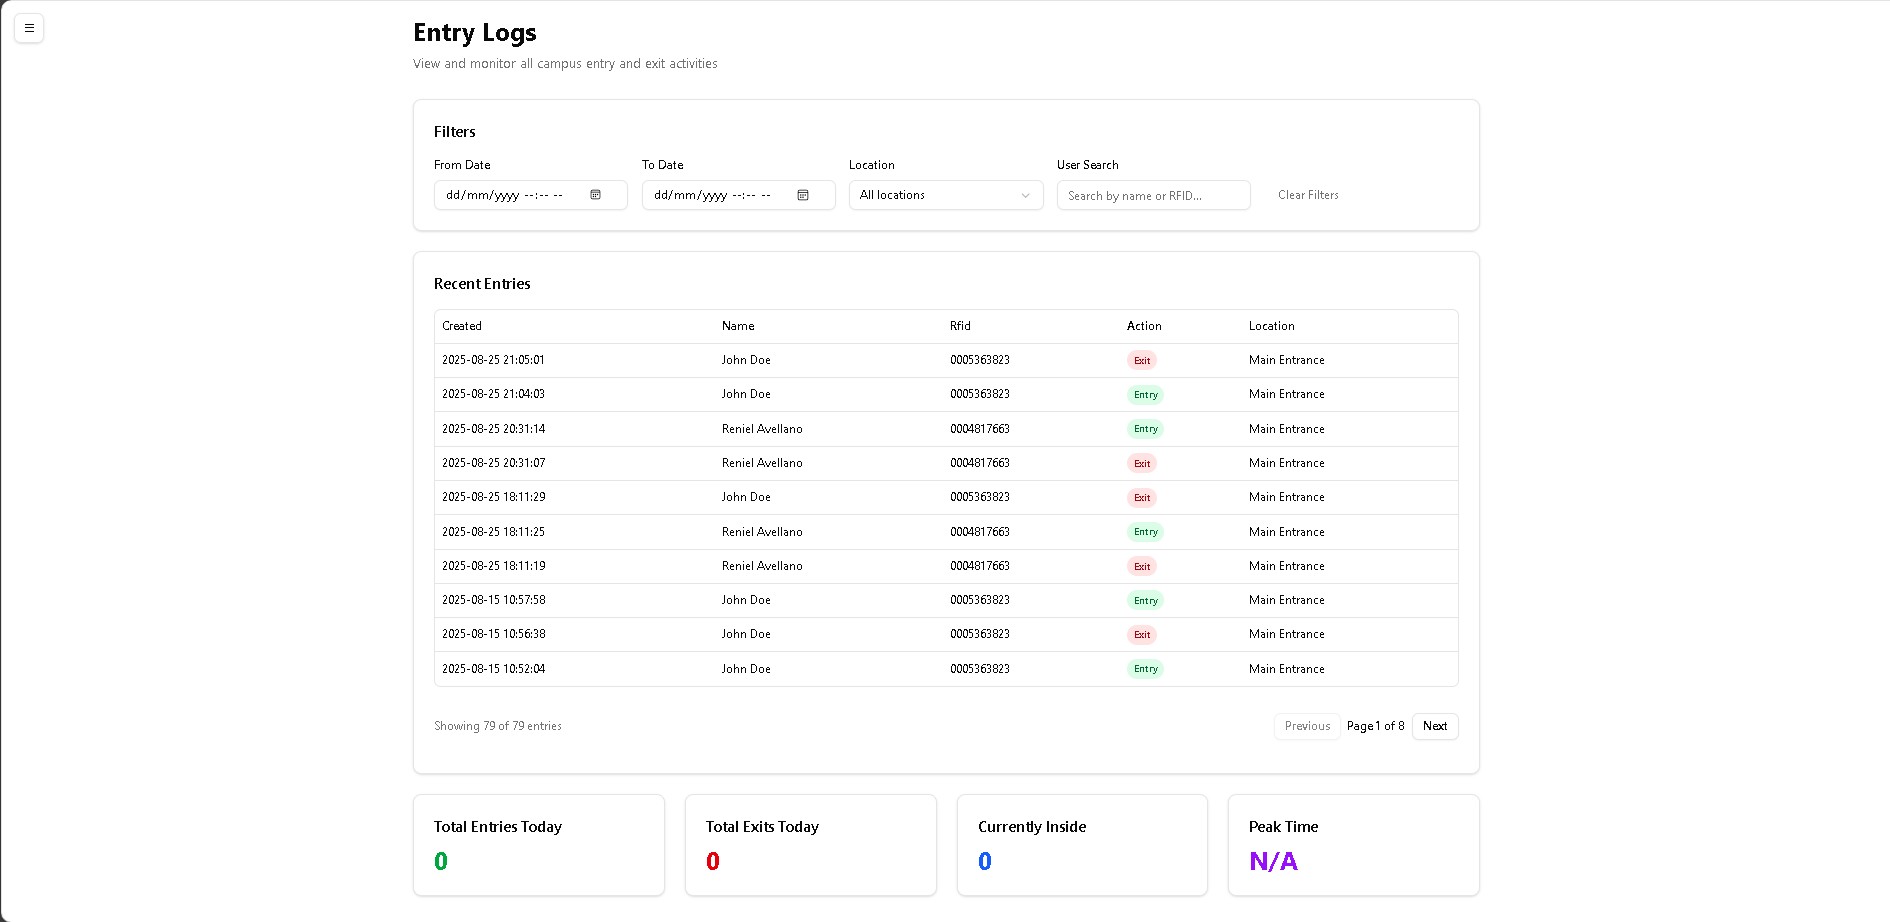 ☰
Entry Logs
View and monitor all campus entry and exit activities
Filters
From Date To Date Location User Search
dd/mm/yyyy --:-- -- dd/mm/yyyy --:-- -- All locations Search by name or RFID... Clear Filters
Recent Entries
Created Name Rfid Action Location
2025-08-25 21:05:01 John Doe 0005363823 Exit Main Entrance
2025-08-25 21:04:03 John Doe 0005363823 Entry Main Entrance
2025-08-25 20:31:14 Reniel Avellano 0004817663 Entry Main Entrance
2025-08-25 20:31:07 Reniel Avellano 0004817663 Exit Main Entrance
2025-08-25 18:11:29 John Doe 0005363823 Exit Main Entrance
2025-08-25 18:11:25 Reniel Avellano 0004817663 Entry Main Entrance
2025-08-25 18:11:19 Reniel Avellano 0004817663 Exit Main Entrance
2025-08-15 10:57:58 John Doe 0005363823 Entry Main Entrance
2025-08-15 10:56:38 John Doe 0005363823 Exit Main Entrance
2025-08-15 10:52:04 John Doe 0005363823 Entry Main Entrance
Showing 79 of 79 entries Previous Page 1 of 8 Next
Total Entries Today Total Exits Today Currently Inside Peak Time
0 0 0 N/A